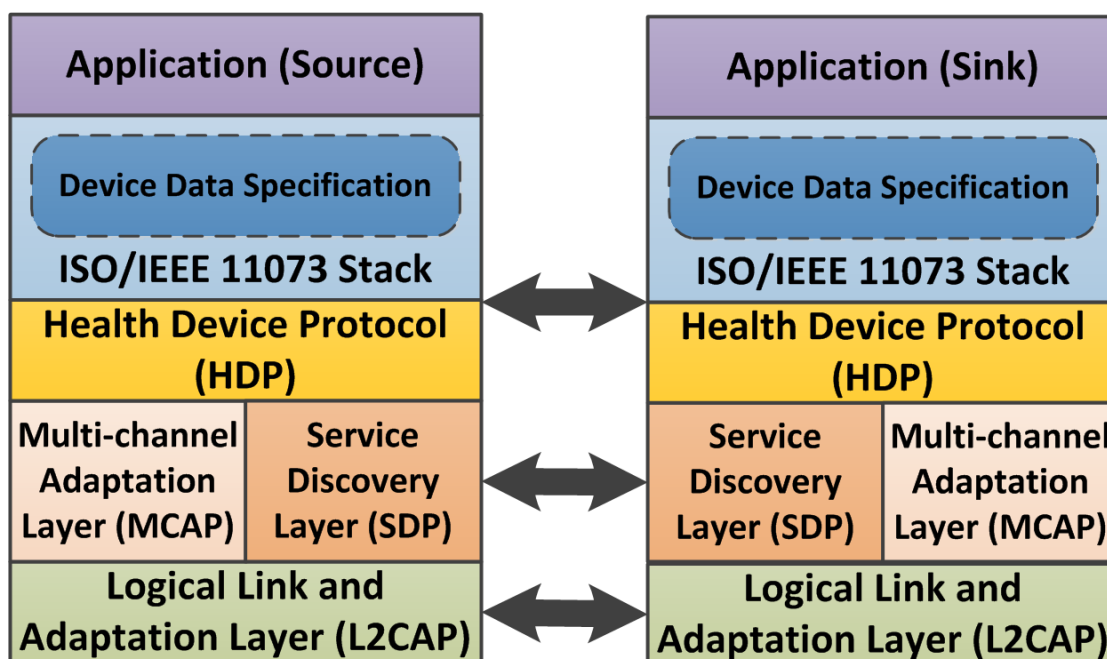 Application (Source)
Device Data Specification
ISO/IEEE 11073 Stack
Health Device Protocol
(HDP)
Multi-channel
Adaptation
Layer (MCAP)
Service
Discovery
Layer (SDP)
Logical Link and
Adaptation Layer (L2CAP)
Application (Sink)
Device Data Specification
ISO/IEEE 11073 Stack
Health Device Protocol
(HDP)
Service
Discovery
Layer (SDP)
Multi-channel
Adaptation
Layer (MCAP)
Logical Link and
Adaptation Layer (L2CAP)